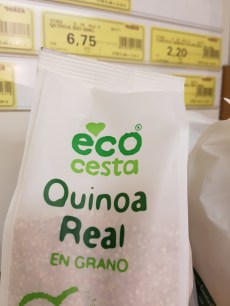 6,75
2.20
eco
cesta
Quinoa
Real
EN GRANO